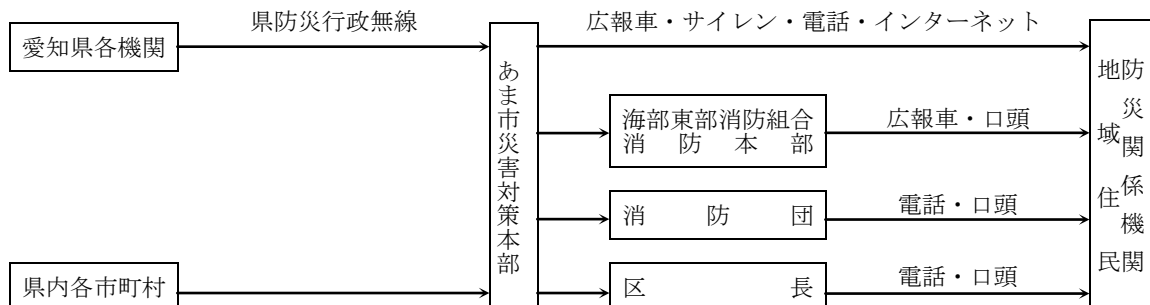 県防災行政無線
広報車・サイレン・電話・インターネット
愛知県各機関
あま市災害対策本部
海部東部消防組合
消防本部
広報車・口頭
消防団
電話・口頭
県内各市町村
区長
電話・口頭
防災関係機関
地域住民